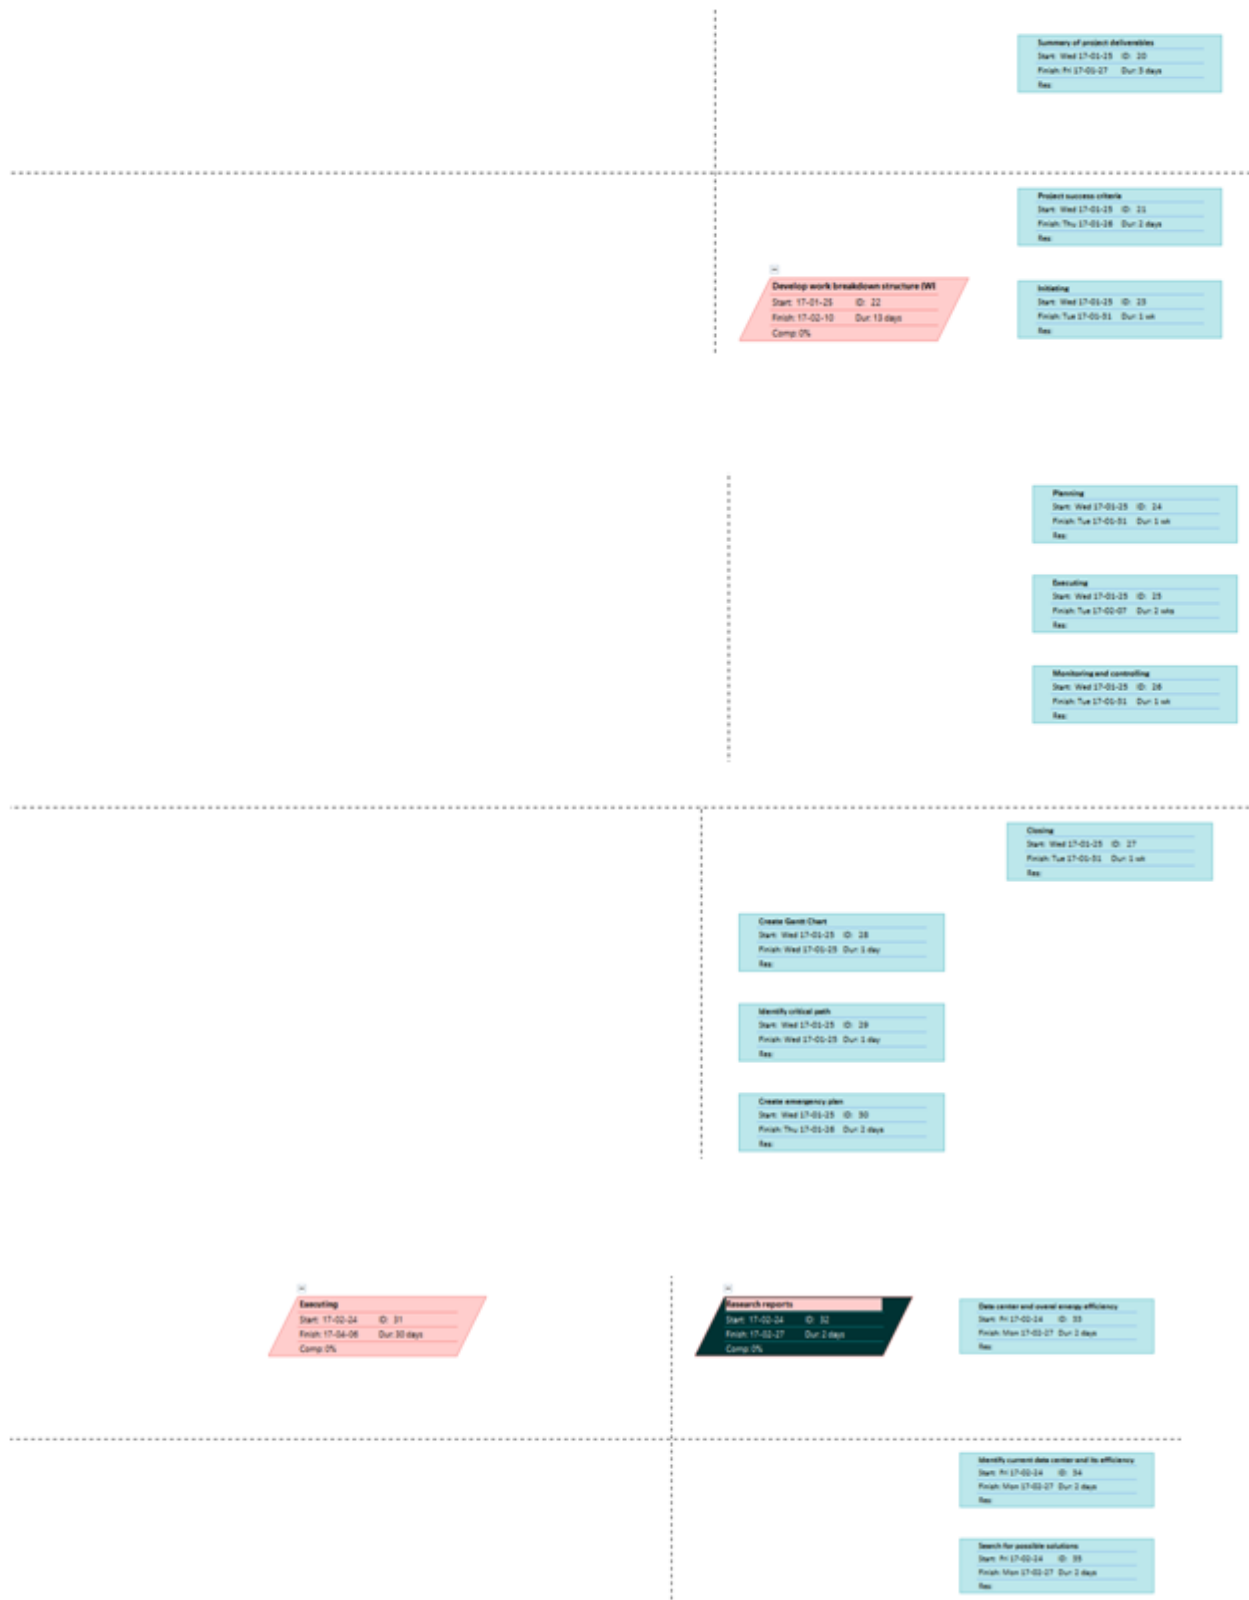 Summary of project deliverables
Start: Wed 17-01-25 ID: 20
Finish: Fri 17-01-27 Dur: 3 days
Res:
Project success criteria
Start: Wed 17-01-25 ID: 21
Finish: Thu 17-01-26 Dur: 2 days
Res:
Develop work breakdown structure (WI
Start: 17-01-25 ID: 22
Finish: 17-02-10 Dur: 13 days
Comp: 0%
Initiating
Start: Wed 17-01-25 ID: 23
Finish: Tue 17-01-31 Dur: 1 wk
Res:
Planning
Start: Wed 17-01-25 ID: 24
Finish: Tue 17-01-31 Dur: 1 wk
Res:
Executing
Start: Wed 17-01-25 ID: 25
Finish: Tue 17-02-07 Dur: 2 wks
Res:
Monitoring and controlling
Start: Wed 17-01-25 ID: 26
Finish: Tue 17-01-31 Dur: 1 wk
Res:
Closing
Start: Wed 17-01-25 ID: 27
Finish: Tue 17-01-31 Dur: 1 wk
Res:
Create Gantt Chart
Start: Wed 17-01-25 ID: 28
Finish: Wed 17-01-25 Dur: 1 day
Res:
Identify critical path
Start: Wed 17-01-25 ID: 29
Finish: Wed 17-01-25 Dur: 1 day
Res:
Create emergency plan
Start: Wed 17-01-25 ID: 30
Finish: Thu 17-01-26 Dur: 2 days
Res:
Executing
Start: 17-02-24 ID: 31
Finish: 17-04-06 Dur: 30 days
Comp: 0%
Research reports
Start: 17-02-24 ID: 32
Finish: 17-02-27 Dur: 2 days
Comp: 0%
Data center and overal energy efficiency
Start: Fri 17-02-24 ID: 33
Finish: Mon 17-02-27 Dur: 2 days
Res:
Identify current data center and its efficiency
Start: Fri 17-02-24 ID: 34
Finish: Mon 17-02-27 Dur: 2 days
Res:
Search for possible solutions
Start: Fri 17-02-24 ID: 35
Finish: Mon 17-02-27 Dur: 2 days
Res: